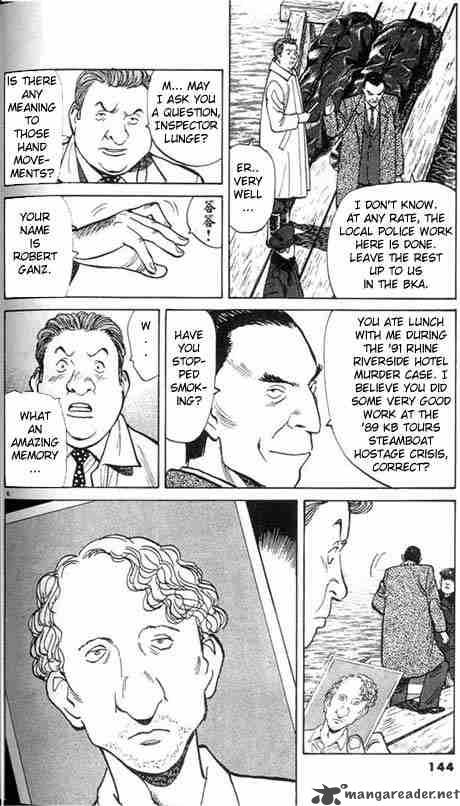 I DON'T KNOW.
AT ANY RATE, THE
LOCAL POLICE WORK
HERE IS DONE.
LEAVE THE REST
UP TO US
IN THE BKA.
ER..
VERY
WELL
...
M... MAY
I ASK YOU
A QUESTION,
INSPECTOR
LUNGE?
IS THERE
ANY
MEANING
TO THOSE
HAND
MOVE-
MENTS?
YOUR
NAME
IS
ROBERT
GANZ.
YOU ATE LUNCH
WITH ME DURING
THE '91 RHINE
RIVERSIDE HOTEL
MURDER CASE. I
BELIEVE YOU DID
SOME VERY GOOD
WORK AT THE
'89 KB TOURS
STEAMBOAT
HOSTAGE CRISIS,
CORRECT?
HAVE
YOU
STOP-
PED
SMOK-
ING?
W
..
WHAT
AN
AMAZING
MEMORY
...
144
mangareader.net